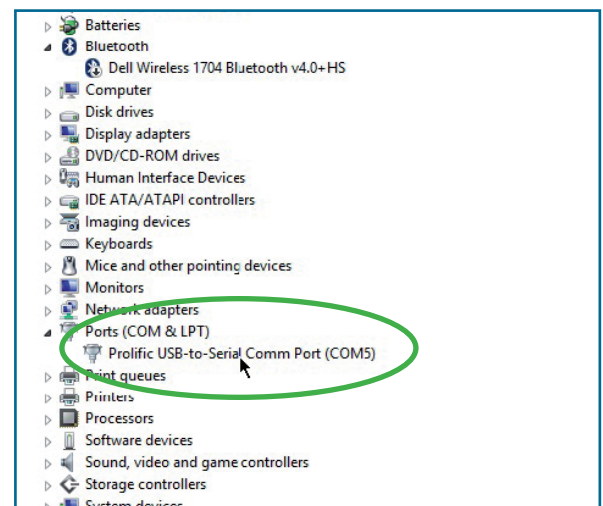 Batteries
Bluetooth
Dell Wireless 1704 Bluetooth v4.0+HS
Computer
Disk drives
Display adapters
DVD/CD-ROM drives
Human Interface Devices
IDE ATA/ATAPI controllers
Imaging devices
Keyboards
Mice and other pointing devices
Monitors
Network adapters
Ports (COM & LPT)
Prolific USB-to-Serial Comm Port (COM5)
Print queues
Printers
Processors
Software devices
Sound, video and game controllers
Storage controllers
System devices